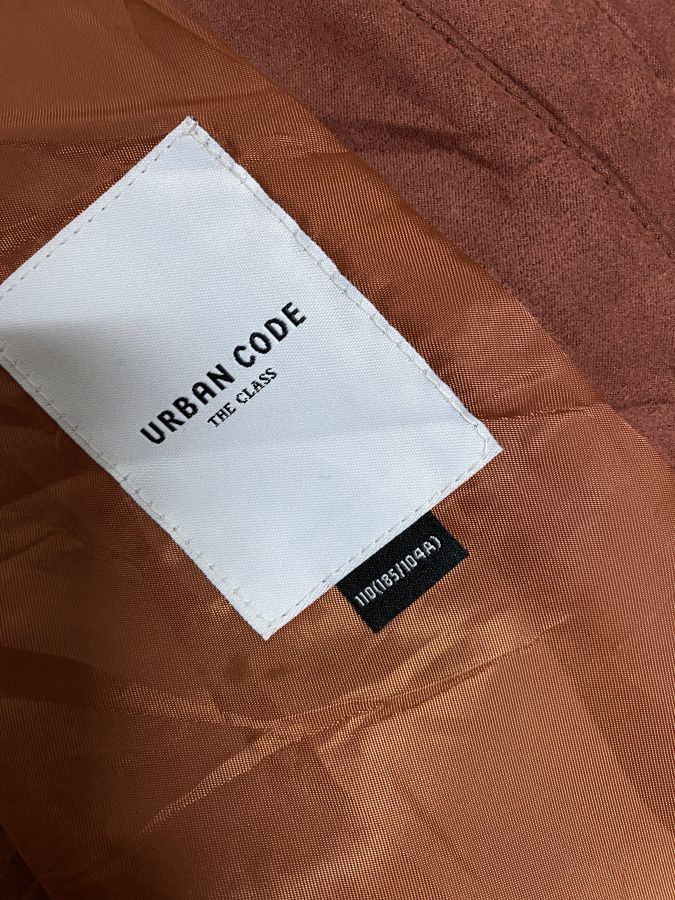 URBAN CODE
THE CLASS
110(185/104A)